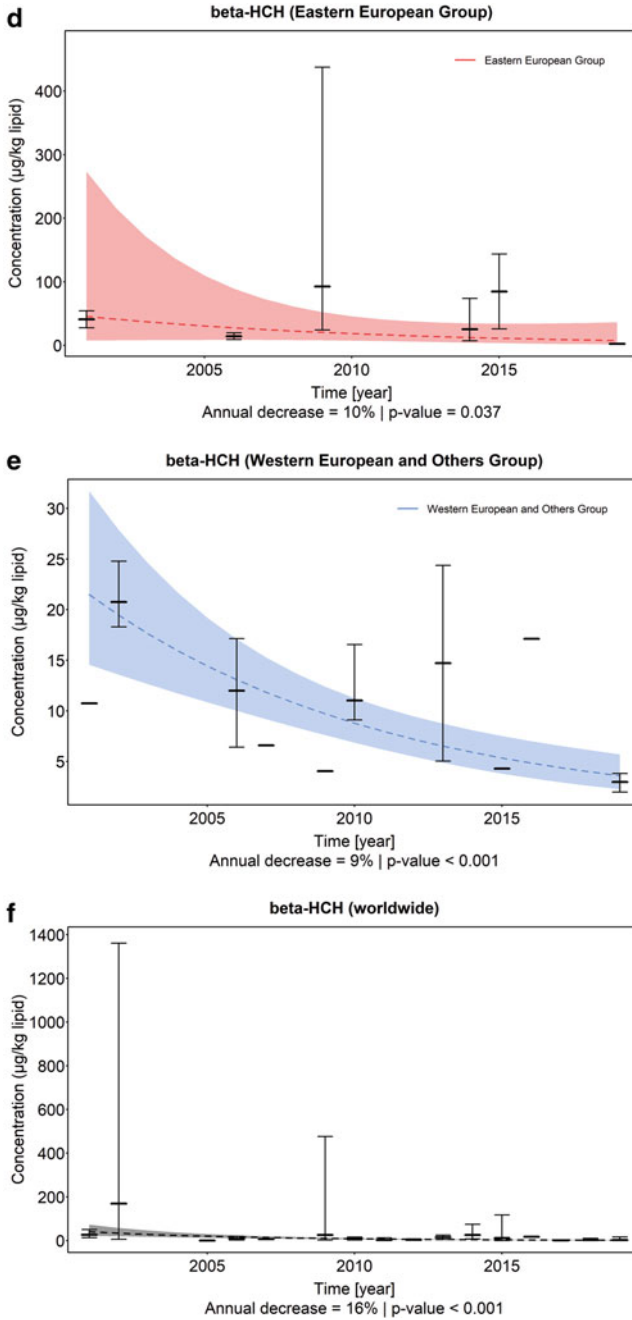 d
beta-HCH (Eastern European Group)
Concentration (µg/kg lipid)
400
300
200
100
0
Eastern European Group
2005 2010 2015
Time [year]
Annual decrease = 10% | p-value = 0.037
e
beta-HCH (Western European and Others Group)
Concentration (µg/kg lipid)
30
25
20
15
10
5
Western European and Others Group
2005 2010 2015
Time [year]
Annual decrease = 9% | p-value < 0.001
f
beta-HCH (worldwide)
Concentration (µg/kg lipid)
1400
1200
1000
800
600
400
200
0
2005 2010 2015
Time [year]
Annual decrease = 16% | p-value < 0.001